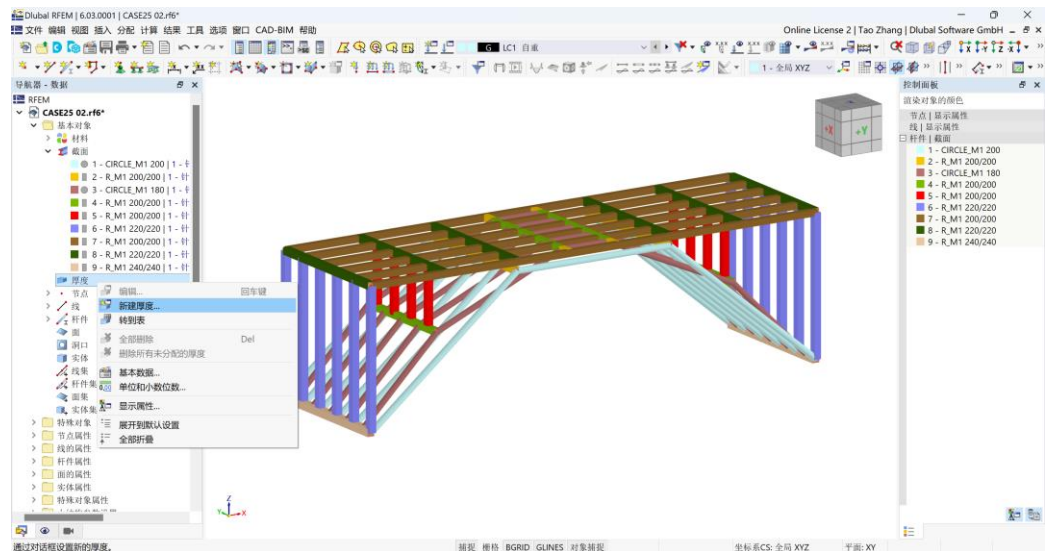 Dlubal RFEM | 6.03.0001 | CASE25 02.rf6*
文件 编辑 视图 插入 分配 计算 结果 工具 选项 窗口 CAD-BIM 帮助
Online License 2 | Tao Zhang | Dlubal Software GmbH
G LC1 自重
1 - 全局 XYZ
导航器 - 数据
RFEM
CASE25 02.rf6*
基本对象
材料
截面
1 - CIRCLE_M1 200 | 1 - 针
2 - R_M1 200/200 | 1 - 针
3 - CIRCLE_M1 180 | 1 - 针
4 - R_M1 200/200 | 1 - 针
5 - R_M1 200/200 | 1 - 针
6 - R_M1 220/220 | 1 - 针
7 - R_M1 200/200 | 1 - 针
8 - R_M1 220/220 | 1 - 针
9 - R_M1 240/240 | 1 - 针
厚度
节点
线
杆件
面
洞口
实体
线集
杆件集
面集
实体集
特殊对象
节点属性
线的属性
杆件属性
面的属性
实体属性
特殊对象属性
编辑... 回车键
新建厚度...
转到表
全部删除 Del
删除所有未分配的厚度
基本数据...
单位和小数位数...
显示属性...
展开到默认设置
全部折叠
+X +Y
Z
Y X
控制面板
渲染对象的颜色
节点 | 显示属性
线 | 显示属性
杆件 | 截面
1 - CIRCLE_M1 200
2 - R_M1 200/200
3 - CIRCLE_M1 180
4 - R_M1 200/200
5 - R_M1 200/200
6 - R_M1 220/220
7 - R_M1 200/200
8 - R_M1 220/220
9 - R_M1 240/240
通过对话框设置新的厚度。
捕捉 栅格 BGRID GLINES 对象捕捉 坐标系CS: 全局 XYZ 平面: XY